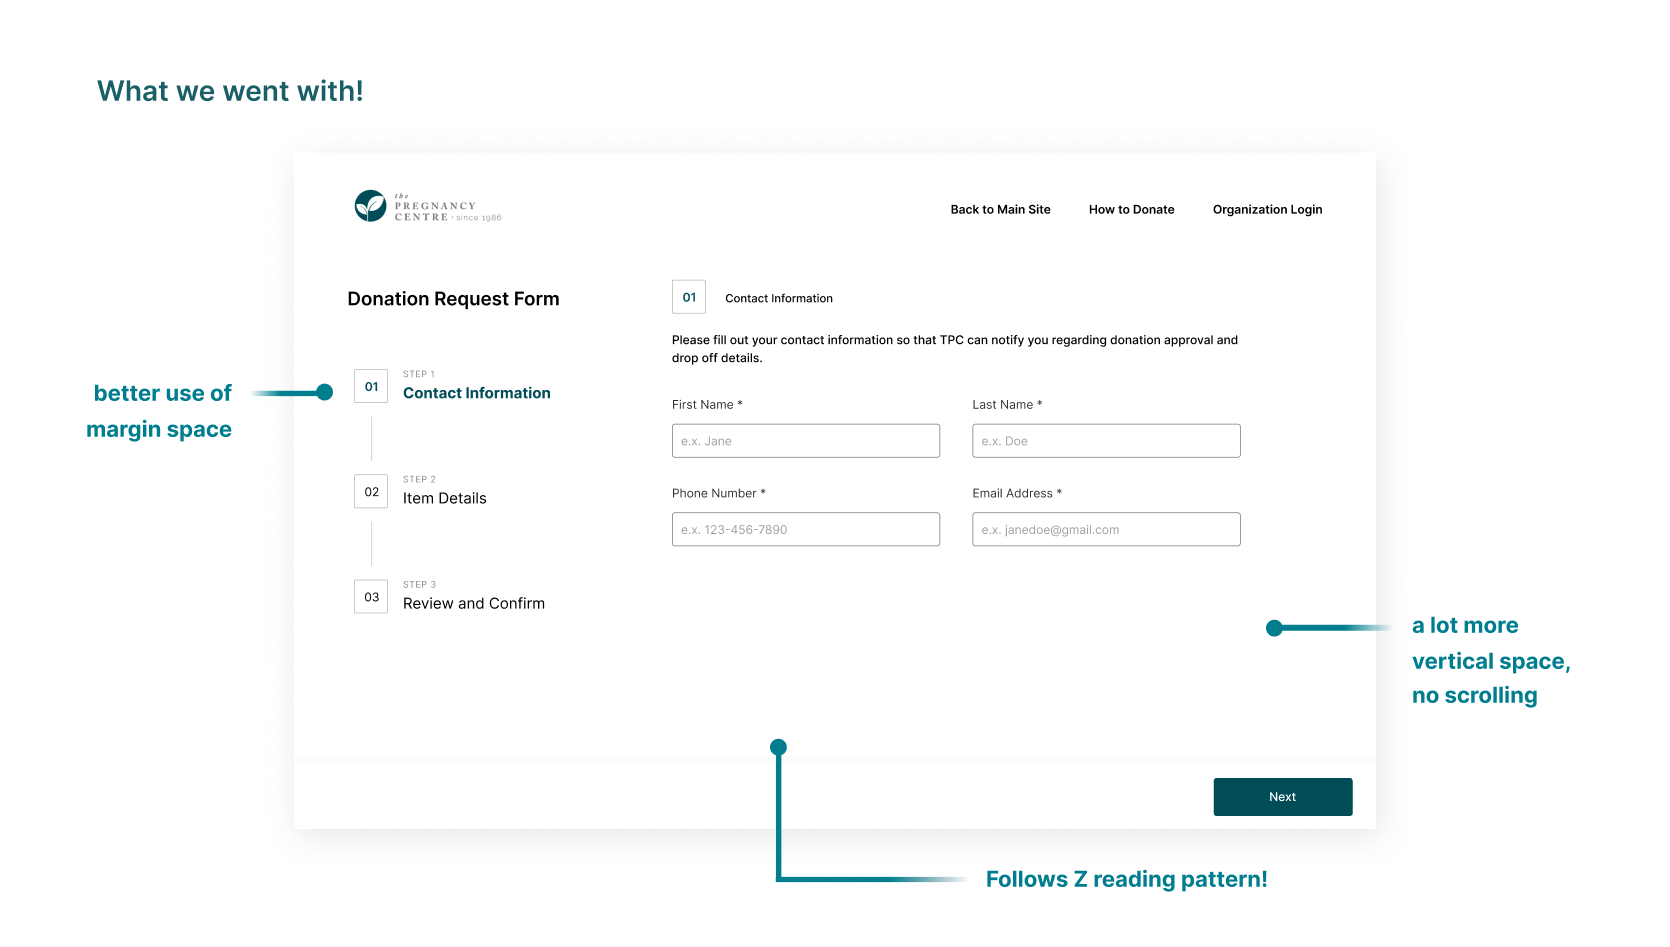 What we went with!
the
PREGNANCY
CENTRE • since 1986
Back to Main Site
How to Donate
Organization Login
Donation Request Form
STEP 1
01
Contact Information
STEP 2
02
Item Details
STEP 3
03
Review and Confirm
01
Contact Information
Please fill out your contact information so that TPC can notify you regarding donation approval and
drop off details.
First Name *
e.x. Jane
Last Name *
e.x. Doe
Phone Number *
e.x. 123-456-7890
Email Address *
e.x. janedoe@gmail.com
Next
better use of
margin space
a lot more
vertical space,
no scrolling
Follows Z reading pattern!